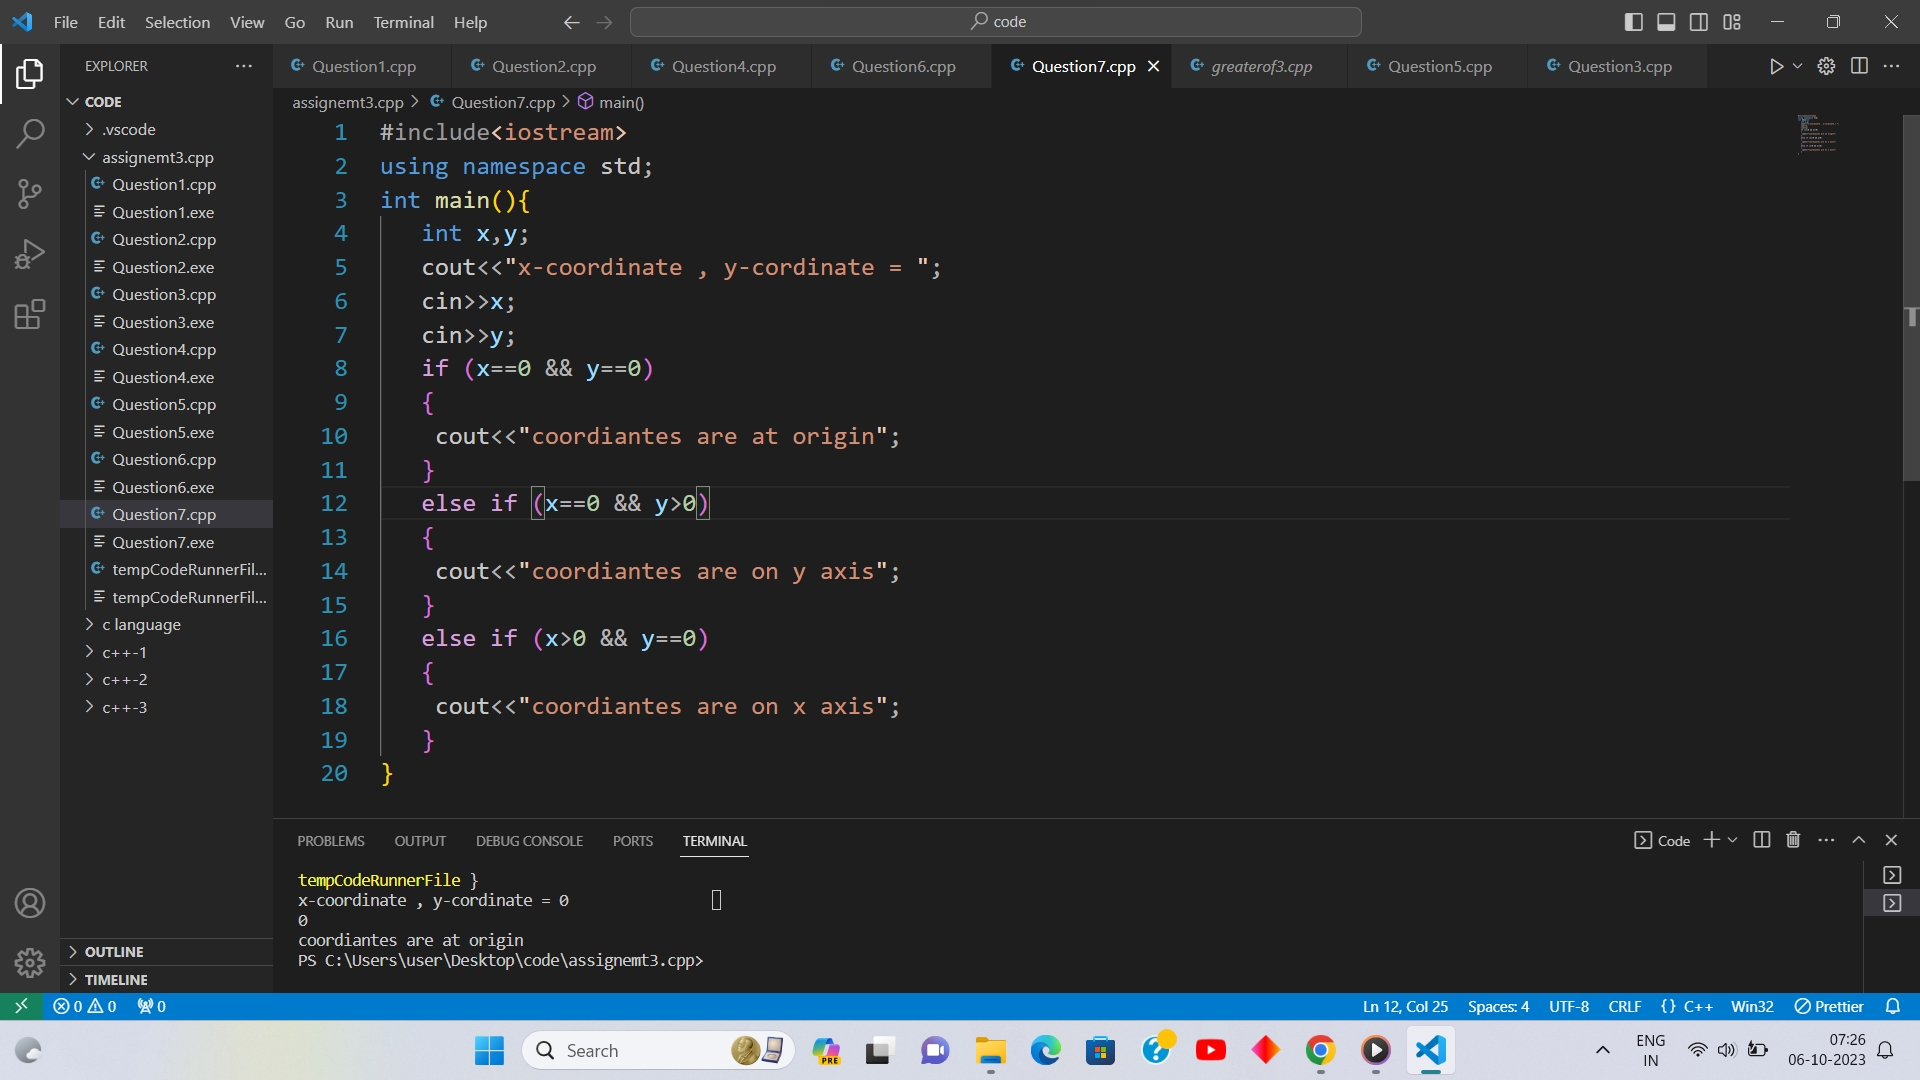 File Edit Selection View Go Run Terminal Help
code
EXPLORER
Question1.cpp Question2.cpp Question4.cpp Question6.cpp Question7.cpp greaterof3.cpp Question5.cpp Question3.cpp
assignemt3.cpp > Question7.cpp > main()
CODE
.vscode
assignemt3.cpp
Question1.cpp
Question1.exe
Question2.cpp
Question2.exe
Question3.cpp
Question3.exe
Question4.cpp
Question4.exe
Question5.cpp
Question5.exe
Question6.cpp
Question6.exe
Question7.cpp
Question7.exe
tempCodeRunnerFil...
tempCodeRunnerFil...
c language
c++-1
c++-2
c++-3
OUTLINE
TIMELINE
1 #include<iostream>
2 using namespace std;
3 int main(){
4 int x,y;
5 cout<<"x-coordinate , y-cordinate = ";
6 cin>>x;
7 cin>>y;
8 if (x==0 && y==0)
9 {
10 cout<<"coordiantes are at origin";
11 }
12 else if (x==0 && y>0)
13 {
14 cout<<"coordiantes are on y axis";
15 }
16 else if (x>0 && y==0)
17 {
18 cout<<"coordiantes are on x axis";
19 }
20 }
PROBLEMS OUTPUT DEBUG CONSOLE PORTS TERMINAL
Code
tempCodeRunnerFile }
x-coordinate , y-cordinate = 0
0
coordiantes are at origin
PS C:\Users\user\Desktop\code\assignemt3.cpp>
0 0 0
Ln 12, Col 25 Spaces: 4 UTF-8 CRLF {} C++ Win32 Prettier
Search
PRE
ENG
IN
07:26
06-10-2023